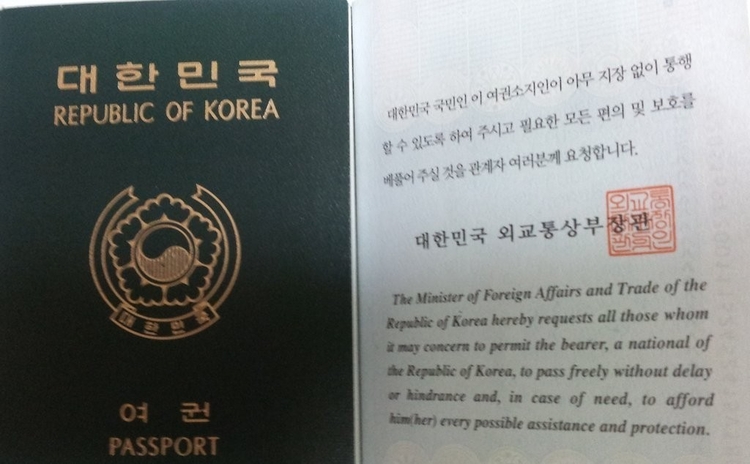 대한민국
REPUBLIC OF KOREA
대한민국
여권
PASSPORT
대한민국 국민인 이 여권소지인이 아무 지장 없이 통행
할 수 있도록 하여 주시고 필요한 모든 편의 및 보호를
베풀어 주실 것을 관계자 여러분께 요청합니다.
대한민국 외교통상부장관
The Minister of Foreign Affairs and Trade of the
Republic of Korea hereby requests all those whom
it may concern to permit the bearer, a national of
the Republic of Korea, to pass freely without delay
or hindrance and, in case of need, to afford
him(her) every possible assistance and protection.